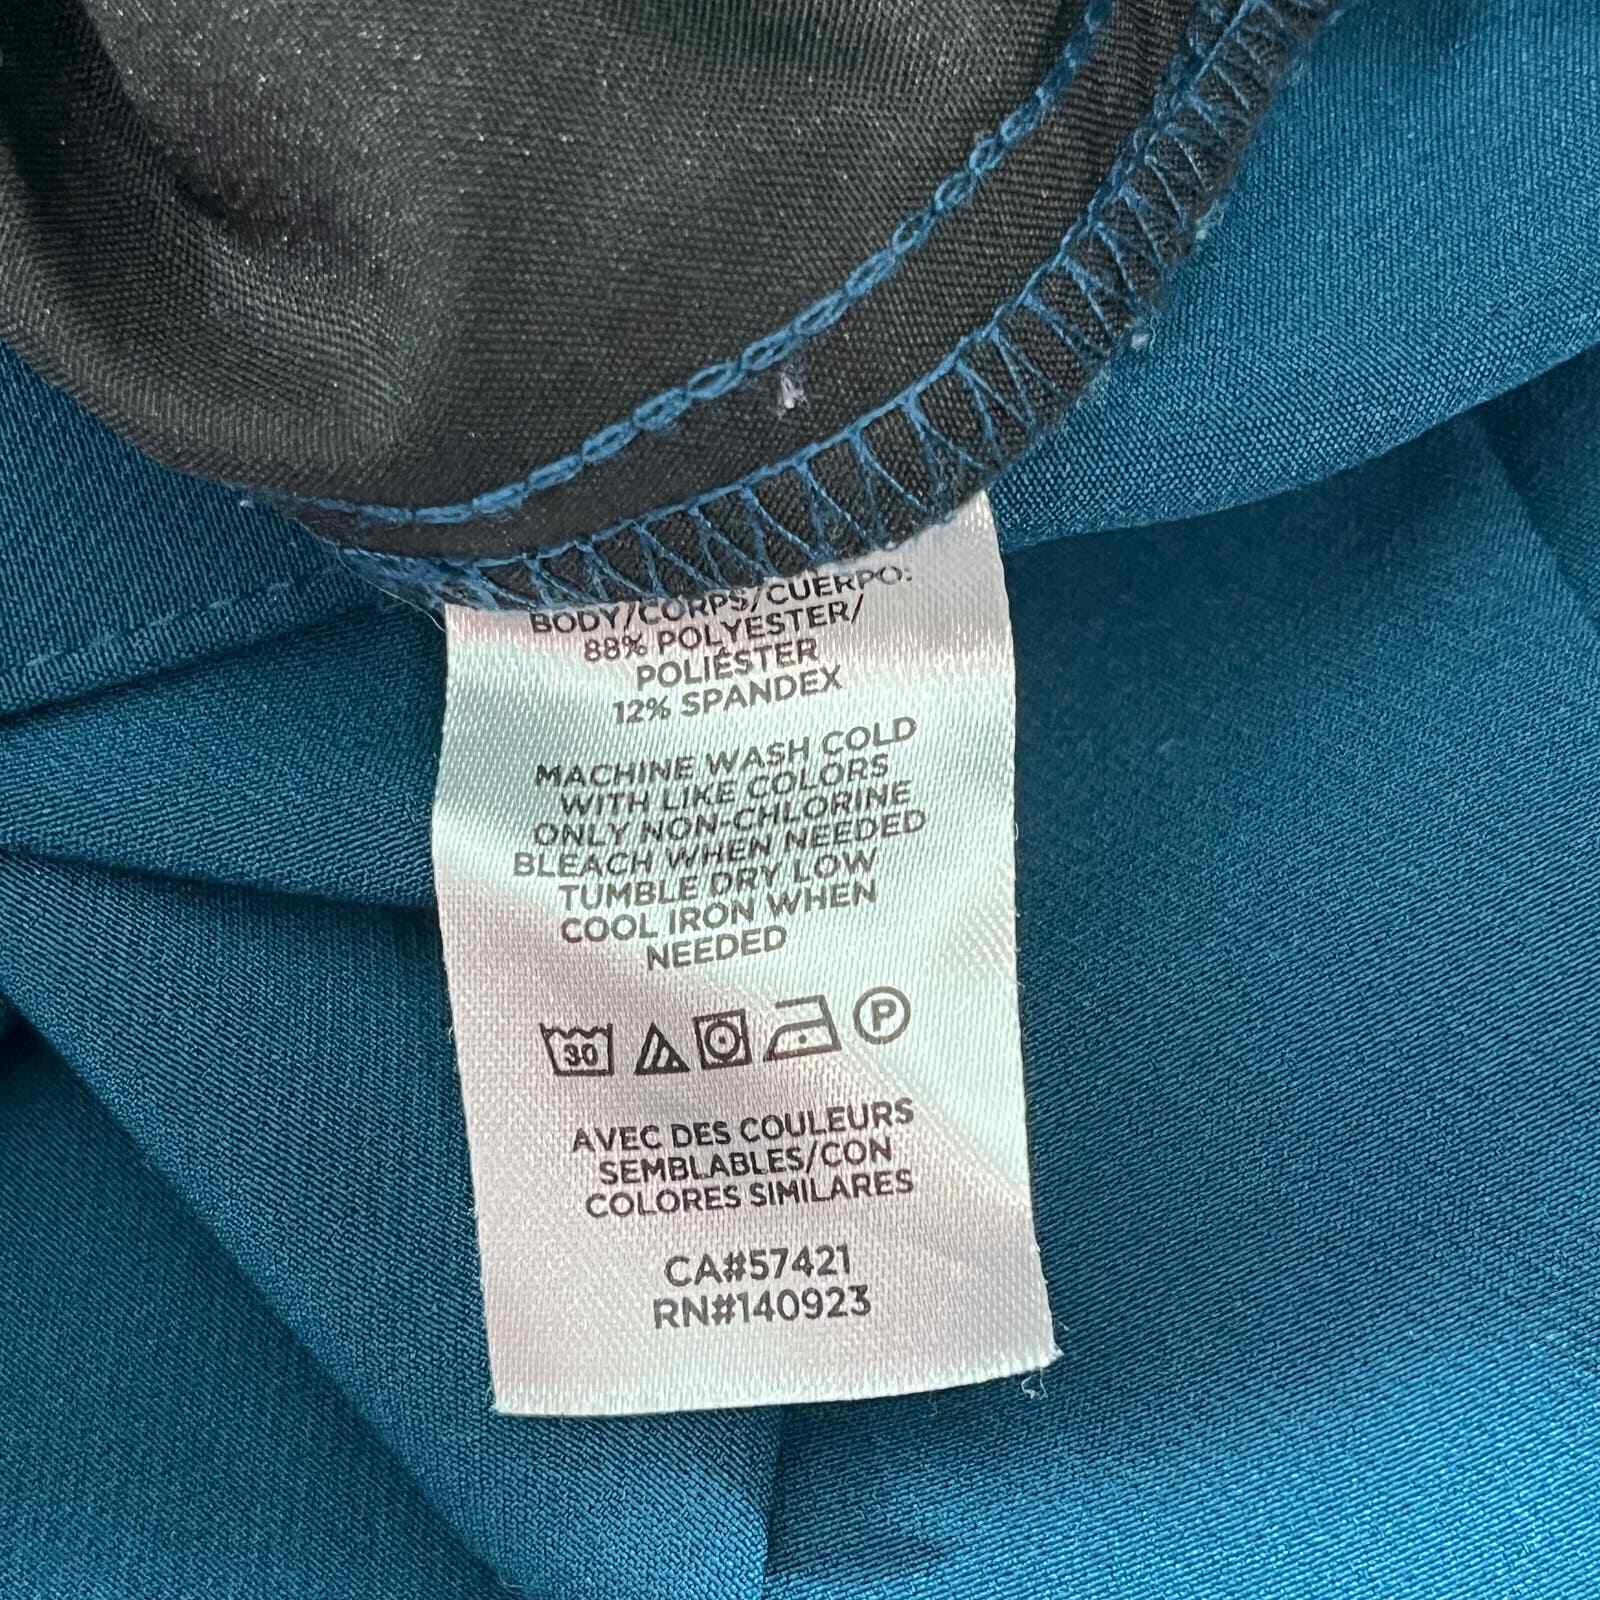 BODY/CORPS/CUERPO:
88% POLYESTER/
POLIÉSTER
12% SPANDEX
MACHINE WASH COLD
WITH LIKE COLORS
ONLY NON-CHLORINE
BLEACH WHEN NEEDED
TUMBLE DRY LOW
COOL IRON WHEN
NEEDED
30 P
AVEC DES COULEURS
SEMBLABLES/CON
COLORES SIMILARES
CA#57421
RN#140923